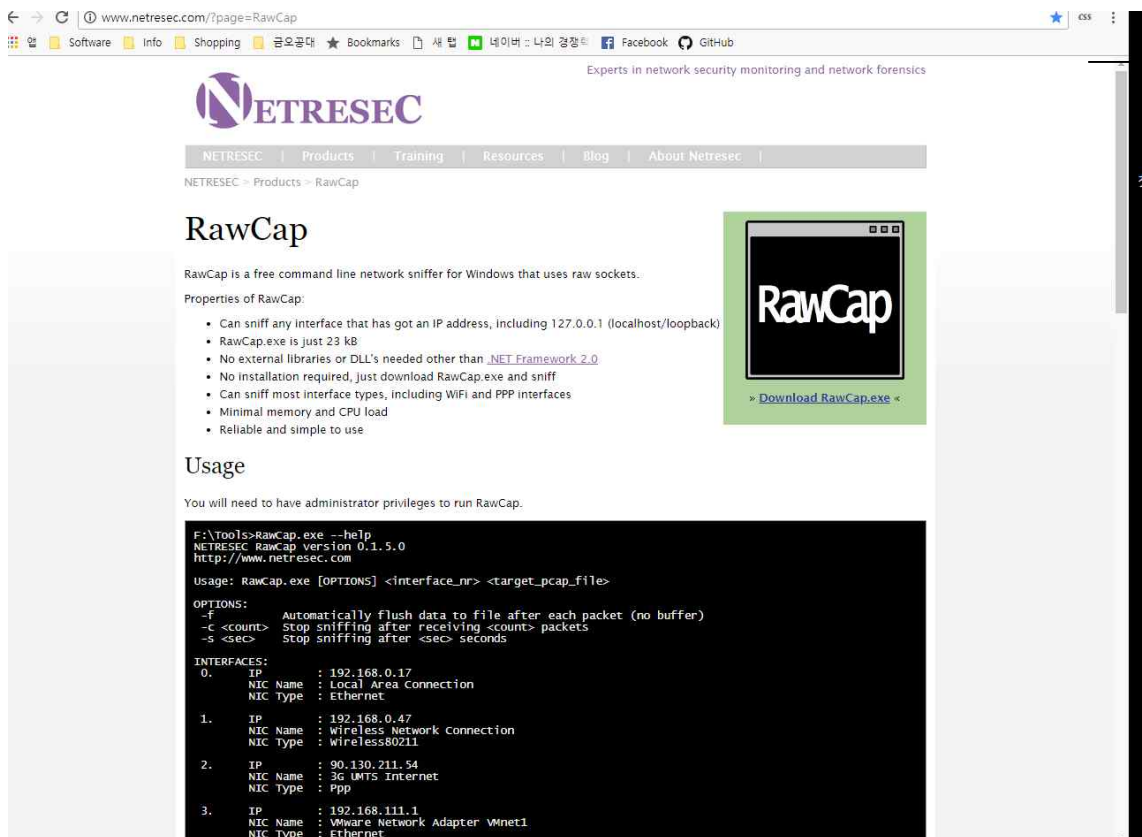 www.netresec.com/?page=RawCap
css
앱 Software Info Shopping 금오공대 Bookmarks 새 탭 네이버 :: 나의 경쟁력 Facebook GitHub
Experts in network security monitoring and network forensics
NETRESEC
NETRESEC | Products | Training | Resources | Blog | About Netresec |
NETRESEC > Products > RawCap
RawCap
RawCap
RawCap is a free command line network sniffer for Windows that uses raw sockets.
Properties of RawCap:
• Can sniff any interface that has got an IP address, including 127.0.0.1 (localhost/loopback)
• RawCap.exe is just 23 kB
• No external libraries or DLL's needed other than .NET Framework 2.0
• No installation required, just download RawCap.exe and sniff
• Can sniff most interface types, including WiFi and PPP interfaces
• Minimal memory and CPU load
• Reliable and simple to use
» Download RawCap.exe «
Usage
You will need to have administrator privileges to run RawCap.
F:\Tools>RawCap.exe --help
NETRESEC RawCap version 0.1.5.0
http://www.netresec.com
Usage: RawCap.exe [OPTIONS] <interface_nr> <target_pcap_file>
OPTIONS:
-f Automatically flush data to file after each packet (no buffer)
-c <count> Stop sniffing after receiving <count> packets
-s <sec> Stop sniffing after <sec> seconds
INTERFACES:
0. IP : 192.168.0.17
NIC Name : Local Area Connection
NIC Type : Ethernet
1. IP : 192.168.0.47
NIC Name : Wireless Network Connection
NIC Type : Wireless80211
2. IP : 90.130.211.54
NIC Name : 3G UMTS Internet
NIC Type : Ppp
3. IP : 192.168.111.1
NIC Name : VMware Network Adapter VMnet1
NIC Type : Ethernet